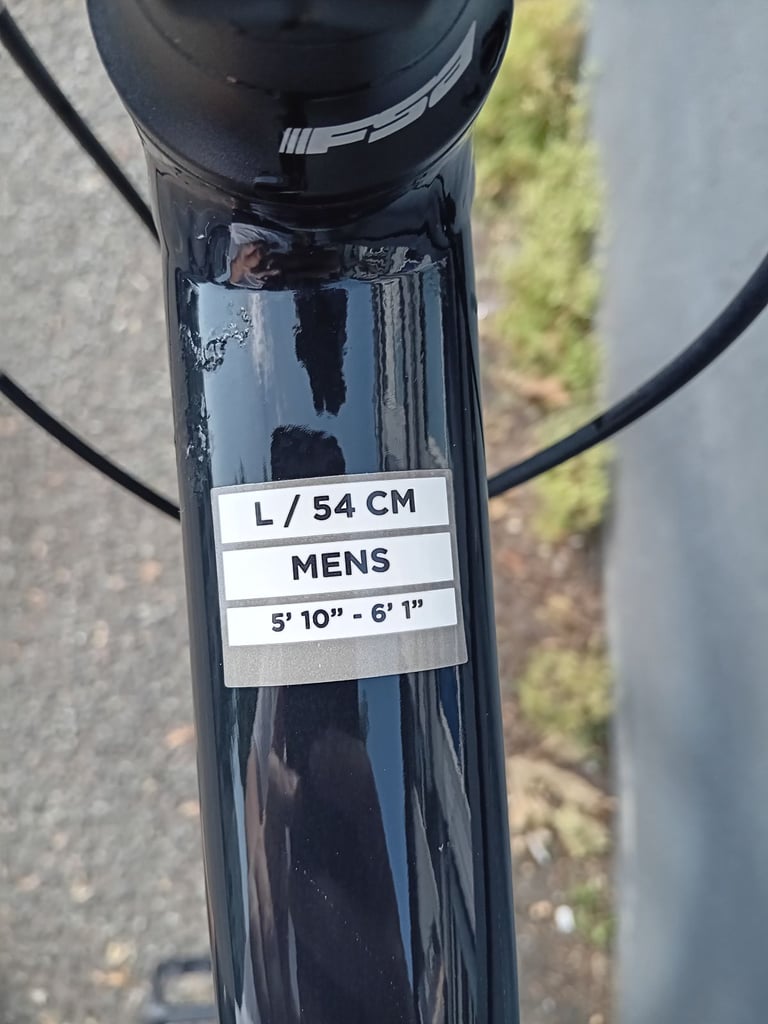 FSA
L / 54 CM
MENS
5' 10” - 6' 1”